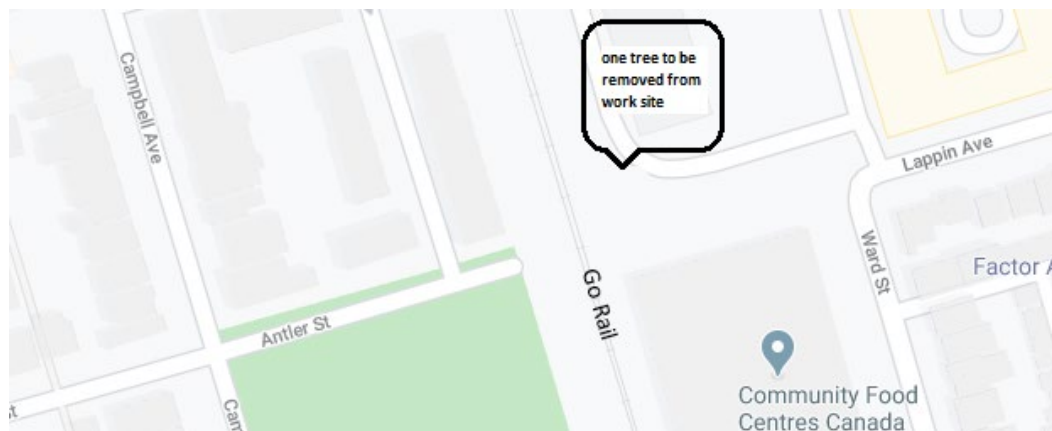 one tree to be
removed from
work site
Campbell Ave
Lappin Ave
Ward St
Factor A
Go Rail
Antler St
Community Food
Centres Canada
Cam
st